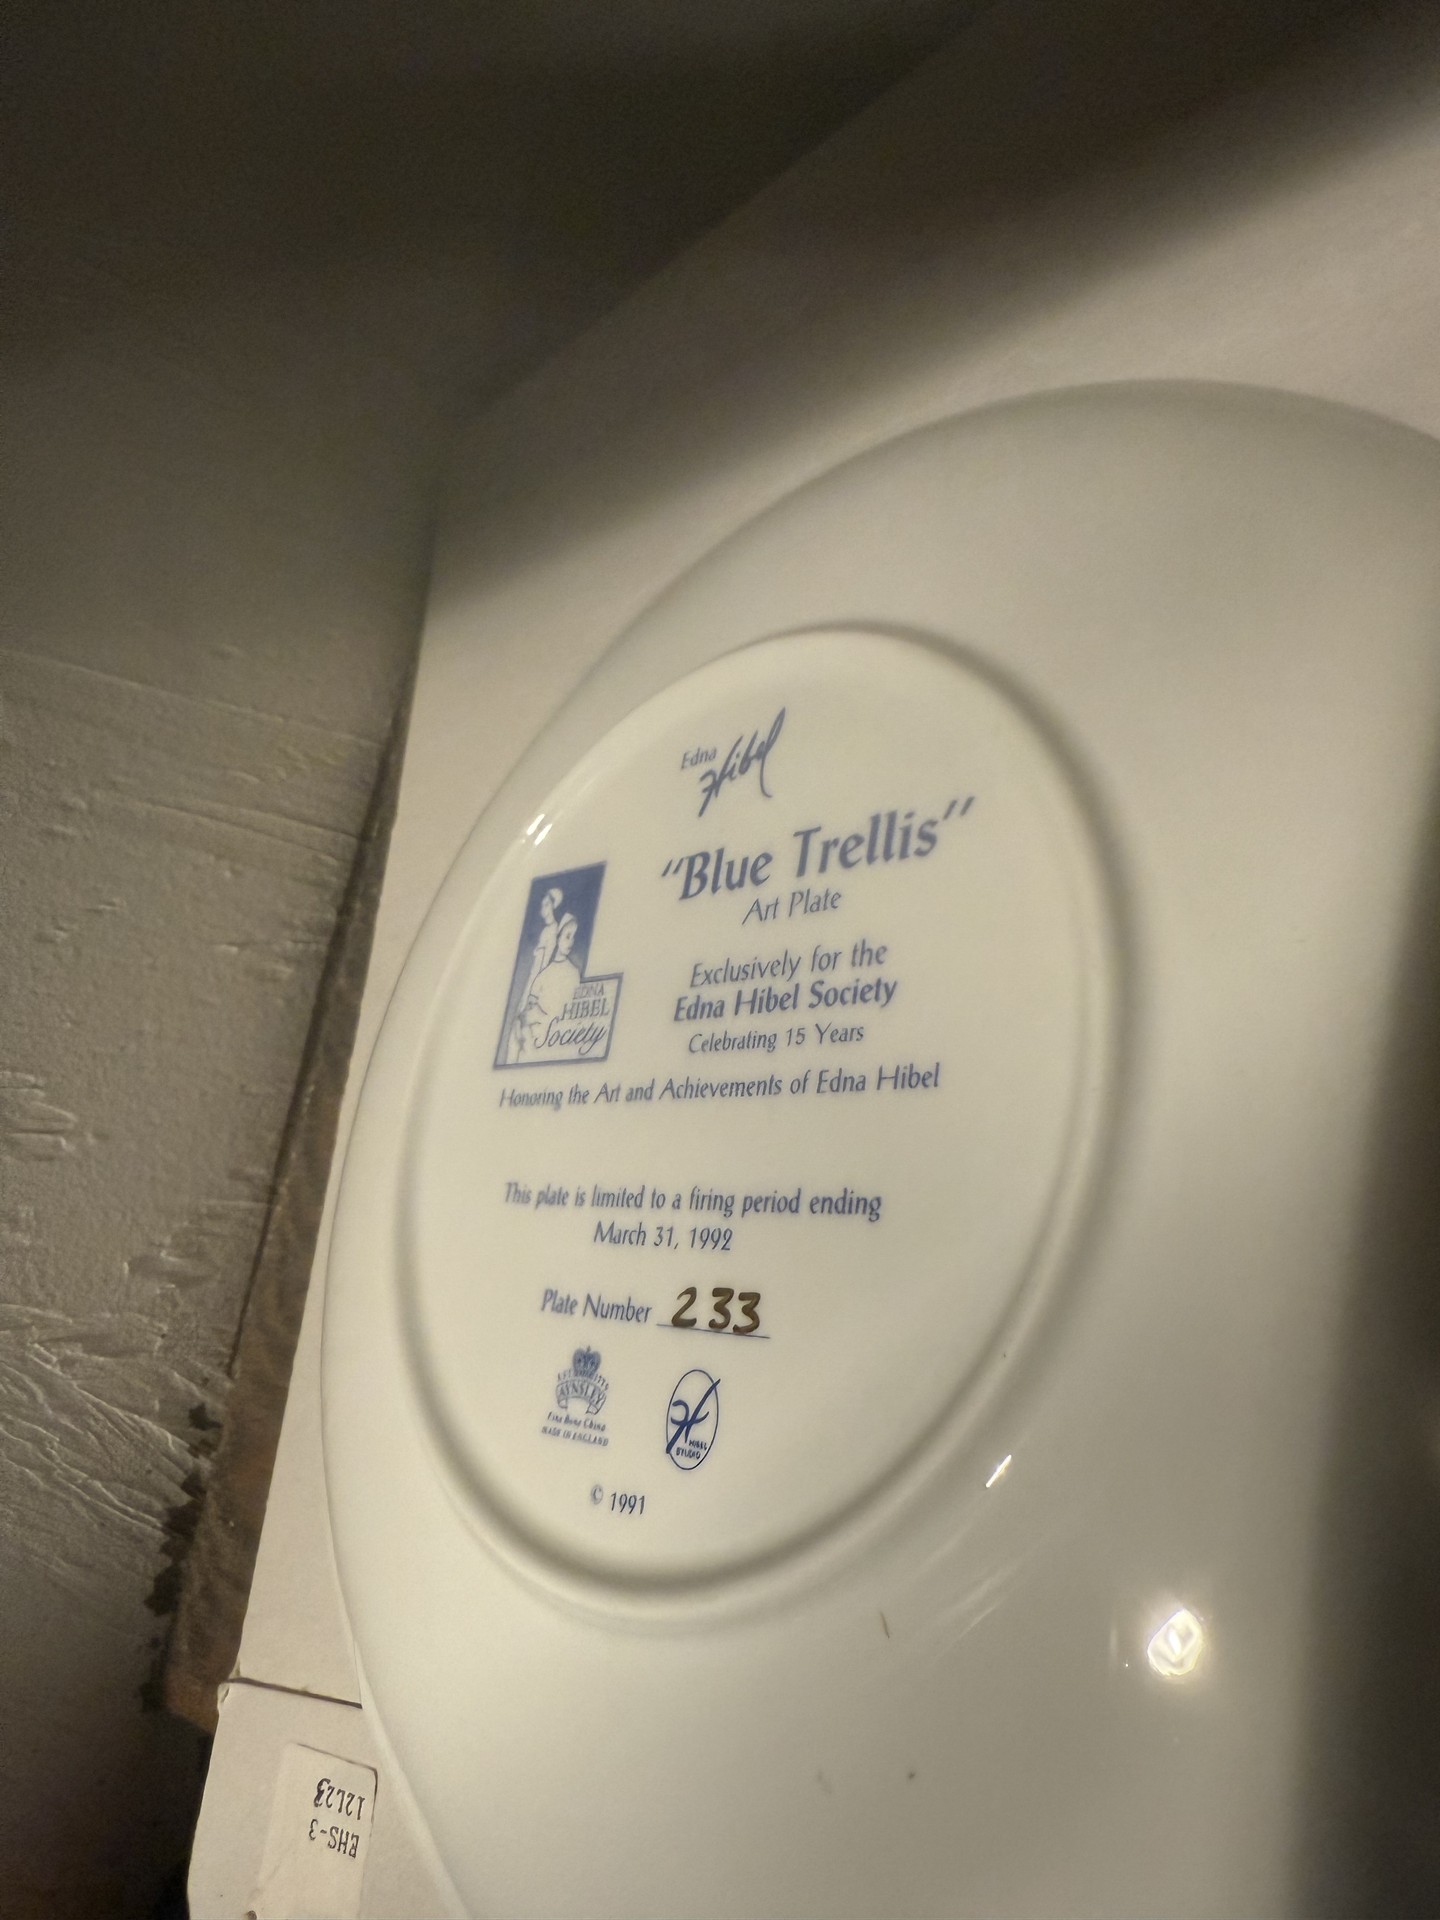 Edna Hibel
"Blue Trellis"
Art Plate
Exclusively for the
Edna Hibel Society
Celebrating 15 Years
EDNA
HIBEL
Society
Honoring the Art and Achievements of Edna Hibel
This plate is limited to a firing period ending
March 31, 1992
Plate Number 233
EST. 1775
AYNSLEY
Fine Bone China
MADE IN ENGLAND
HIBEL
STUDIO
© 1991
EHS-3
12L23